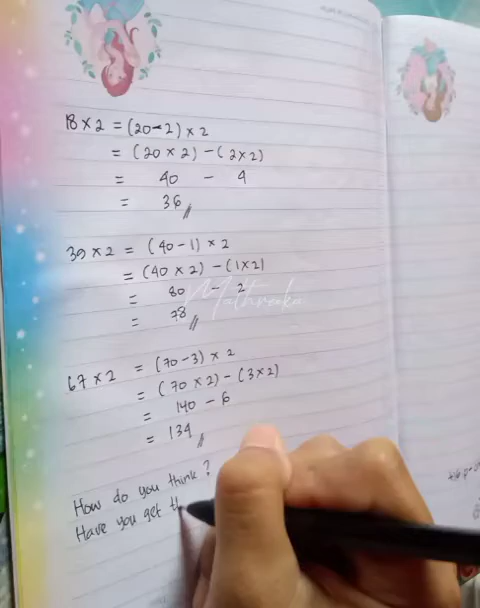 18 × 2 = (20 - 2) × 2
= (20 × 2) - (2 × 2)
= 40 - 4
= 36 //
39 × 2 = (40 - 1) × 2
= (40 × 2) - (1 × 2)
= 80 - 2
= 78 //
Mathveeka
67 × 2 = (70 - 3) × 2
= (70 × 2) - (3 × 2)
= 140 - 6
= 134 //
How do you think ?
Have you get th